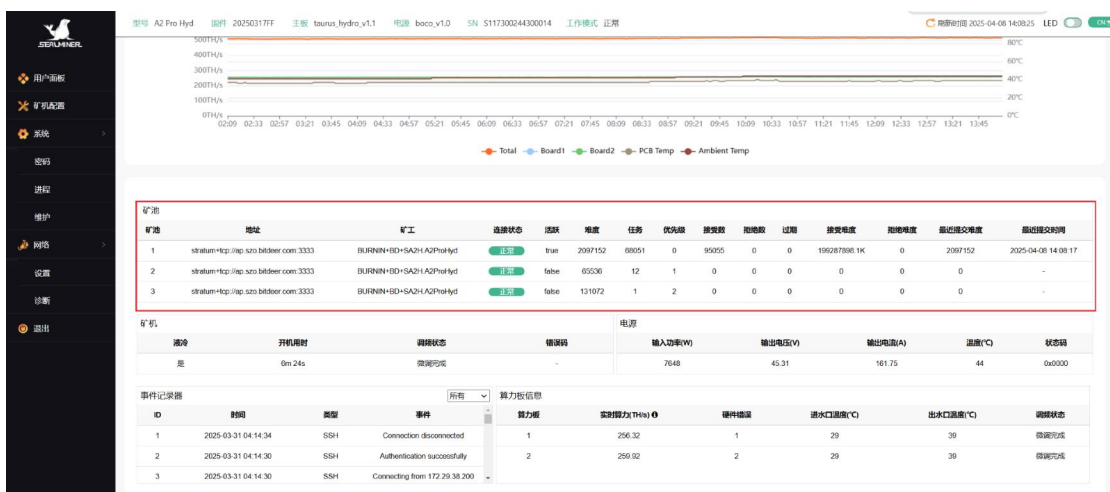 SEALMINER
型号 A2 Pro Hyd 固件 20250317FF 主板 taurus_hydro_v1.1 电源 boco_v1.0 SN S117300244300014 工作模式 正常 刷新时间 2025-04-08 14:08:25 LED CN
用户面板
矿机配置
系统
密码
进程
维护
网络
设置
诊断
退出
500TH/s 80°C
400TH/s 60°C
300TH/s
200TH/s 40°C
100TH/s 20°C
0TH/s 0°C
02:09 02:33 02:57 03:21 03:45 04:09 04:33 04:57 05:21 05:45 06:09 06:33 06:57 07:21 07:45 08:09 08:33 08:57 09:21 09:45 10:09 10:33 10:57 11:21 11:45 12:09 12:33 12:57 13:21 13:45
Total Board1 Board2 PCB Temp Ambient Temp
矿池
矿池 地址 矿工 连接状态 活跃 难度 任务 优先级 接受数 拒绝数 过期 接受难度 拒绝难度 最近提交难度 最近提交时间
1 stratum+tcp://ap.szo.bitdeer.com:3333 BURNIN+BD+SA2H.A2ProHyd 正常 true 2097152 68051 0 95055 0 0 199287898.1K 0 2097152 2025-04-08 14:08:17
2 stratum+tcp://ap.szo.bitdeer.com:3333 BURNIN+BD+SA2H.A2ProHyd 正常 false 65536 12 1 0 0 0 0 0 0 -
3 stratum+tcp://ap.szo.bitdeer.com:3333 BURNIN+BD+SA2H.A2ProHyd 正常 false 131072 1 2 0 0 0 0 0 0 -
矿机
液冷 开机用时 调频状态 错误码
是 6m 24s 微调完成 -
电源
输入功率(W) 输出电压(V) 输出电流(A) 温度(°C) 状态码
7648 45.31 161.75 44 0x0000
事件记录器 所有
ID 时间 类型 事件
1 2025-03-31 04:14:34 SSH Connection disconnected
2 2025-03-31 04:14:30 SSH Authentication successfully
3 2025-03-31 04:14:30 SSH Connecting from 172.29.38.200
算力板信息
算力板 实时算力(TH/s) 硬件错误 进水口温度(°C) 出水口温度(°C) 调频状态
1 256.32 1 29 39 微调完成
2 259.92 2 29 39 微调完成